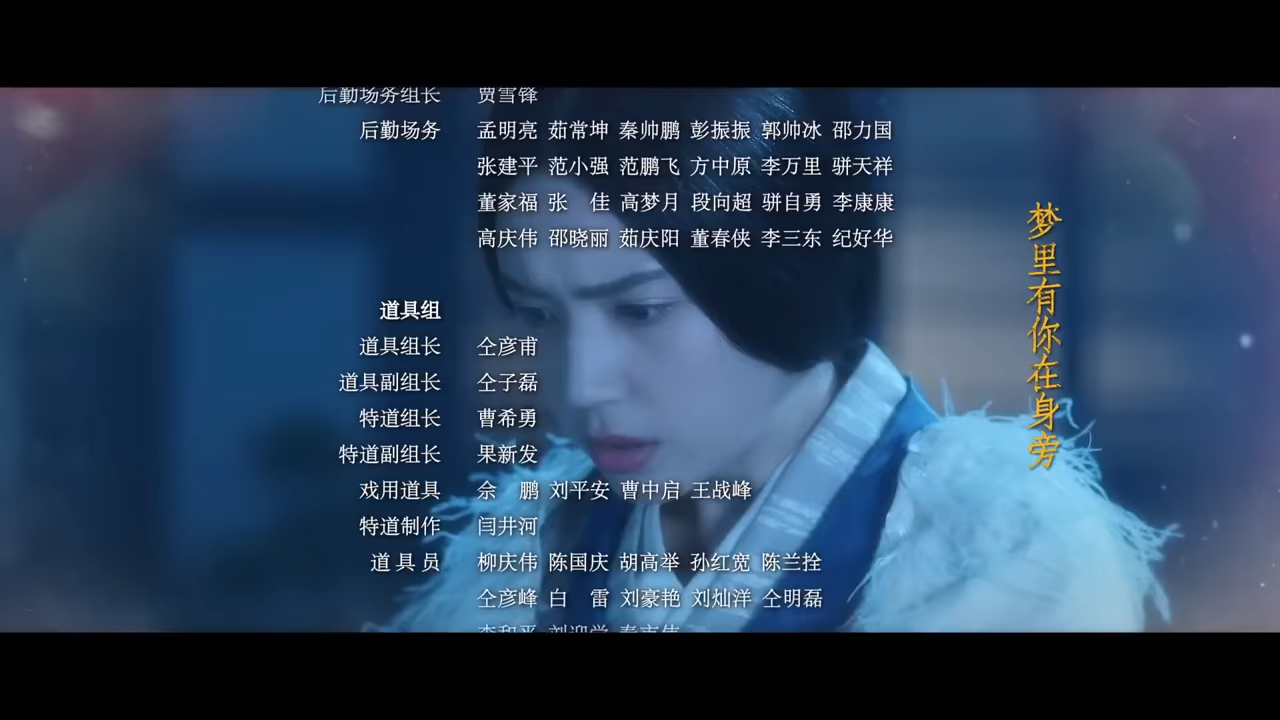 后勤场务组长 贾雪锋
后勤场务 孟明亮 茹常坤 秦帅鹏 彭振振 郭帅冰 邵力国
张建平 范小强 范鹏飞 方中原 李万里 骈天祥
董家福 张 佳 高梦月 段向超 骈自勇 李康康
高庆伟 邵晓丽 茹庆阳 董春侠 李三东 纪好华
道具组
道具组长 仝彦甫
道具副组长 仝子磊
特道组长 曹希勇
特道副组长 果新发
戏用道具 佘 鹏 刘平安 曹中启 王战峰
特道制作 闫井河
道 具 员 柳庆伟 陈国庆 胡高举 孙红宽 陈兰拴
仝彦峰 白 雷 刘豪艳 刘灿洋 仝明磊
梦里有你在身旁